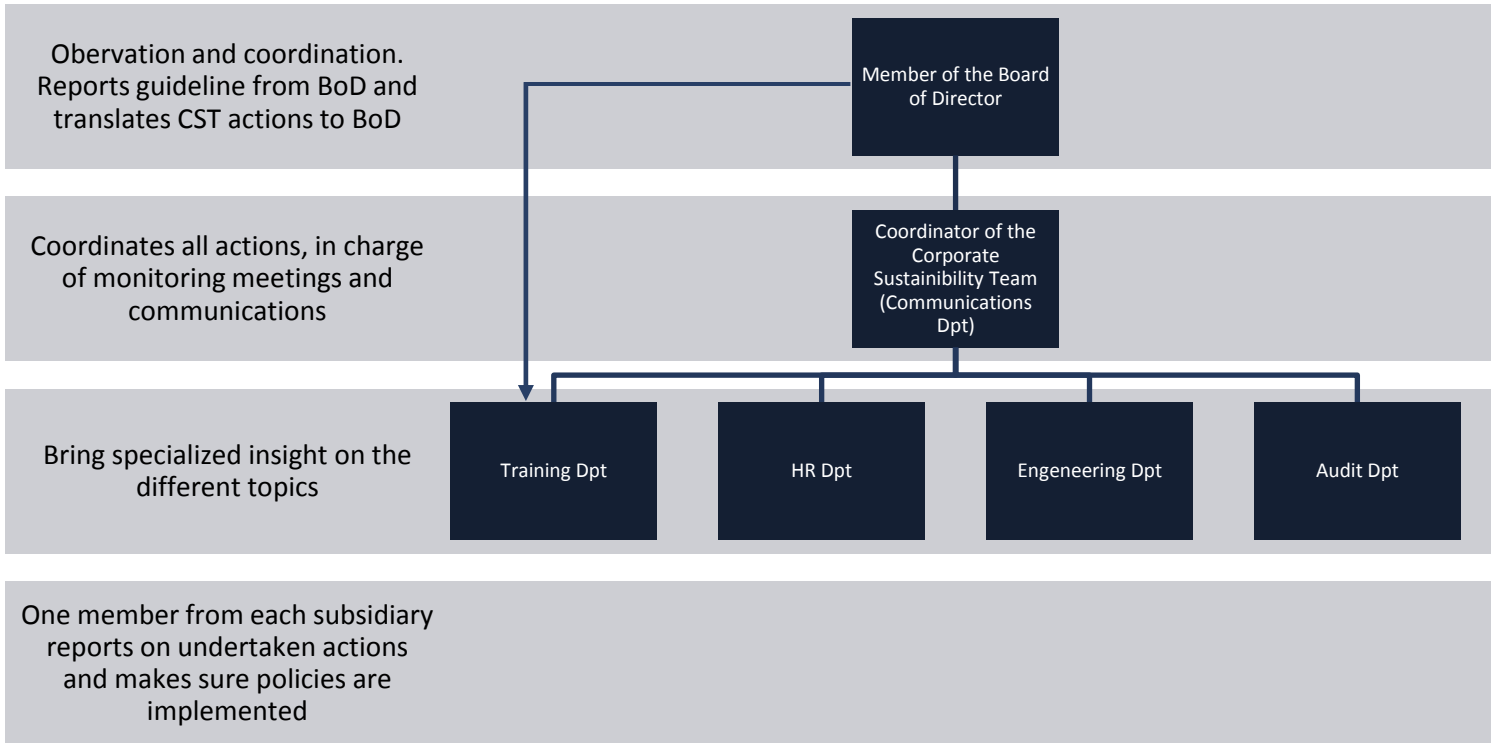 Obervation and coordination.
Reports guideline from BoD and
translates CST actions to BoD
Member of the Board
of Director
Coordinates all actions, in charge
of monitoring meetings and
communications
Coordinator of the
Corporate
Sustainibility Team
(Communications
Dpt)
Bring specialized insight on the
different topics
Training Dpt
HR Dpt
Engeneering Dpt
Audit Dpt
One member from each subsidiary
reports on undertaken actions
and makes sure policies are
implemented